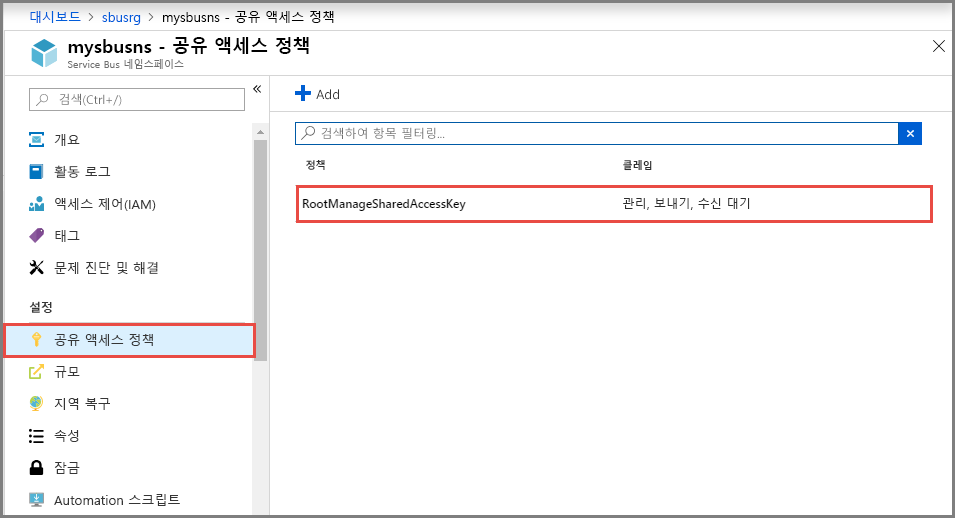 대시보드 > sbusrg > mysbusns - 공유 액세스 정책
mysbusns - 공유 액세스 정책
Service Bus 네임스페이스
검색(Ctrl+/)
개요
활동 로그
액세스 제어(IAM)
태그
문제 진단 및 해결
설정
공유 액세스 정책
규모
지역 복구
속성
잠금
Automation 스크립트
Add
검색하여 항목 필터링...
정책 클레임
RootManageSharedAccessKey 관리, 보내기, 수신 대기